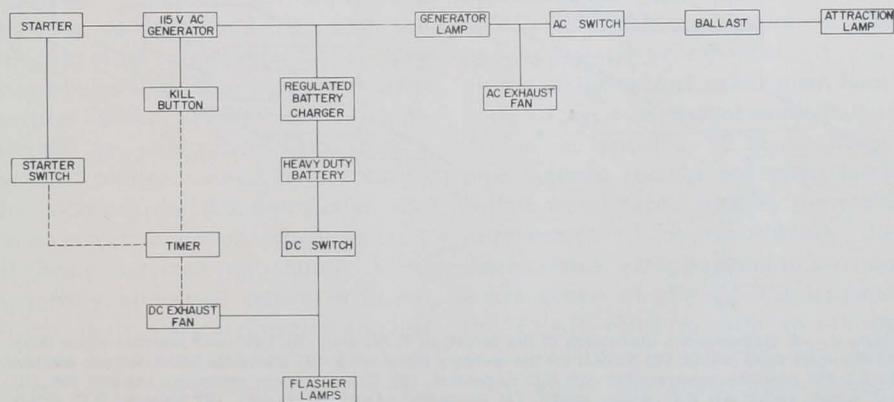 STARTER
115 V AC
GENERATOR
GENERATOR
LAMP
AC SWITCH
BALLAST
ATTRACTION
LAMP
KILL
BUTTON
REGULATED
BATTERY
CHARGER
AC EXHAUST
FAN
STARTER
SWITCH
HEAVY DUTY
BATTERY
TIMER
DC SWITCH
DC EXHAUST
FAN
FLASHER
LAMPS